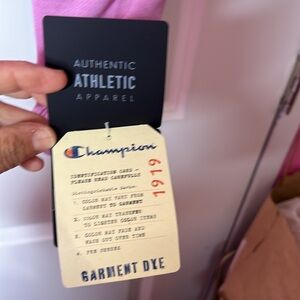 AUTHENTIC
ATHLETIC
APPAREL
Champion
IDENTIFICATION CARD -
PLEASE READ CAREFULLY
1919
Distinguishable Marks:
1. COLOR MAY VARY FROM
GARMENT TO GARMENT
2. COLOR MAY TRANSFER
TO LIGHTER COLOR ITEMS
3. COLOR MAY FADE AND
WASH OUT OVER TIME
4. PRE SHRUNK
GARMENT DYE